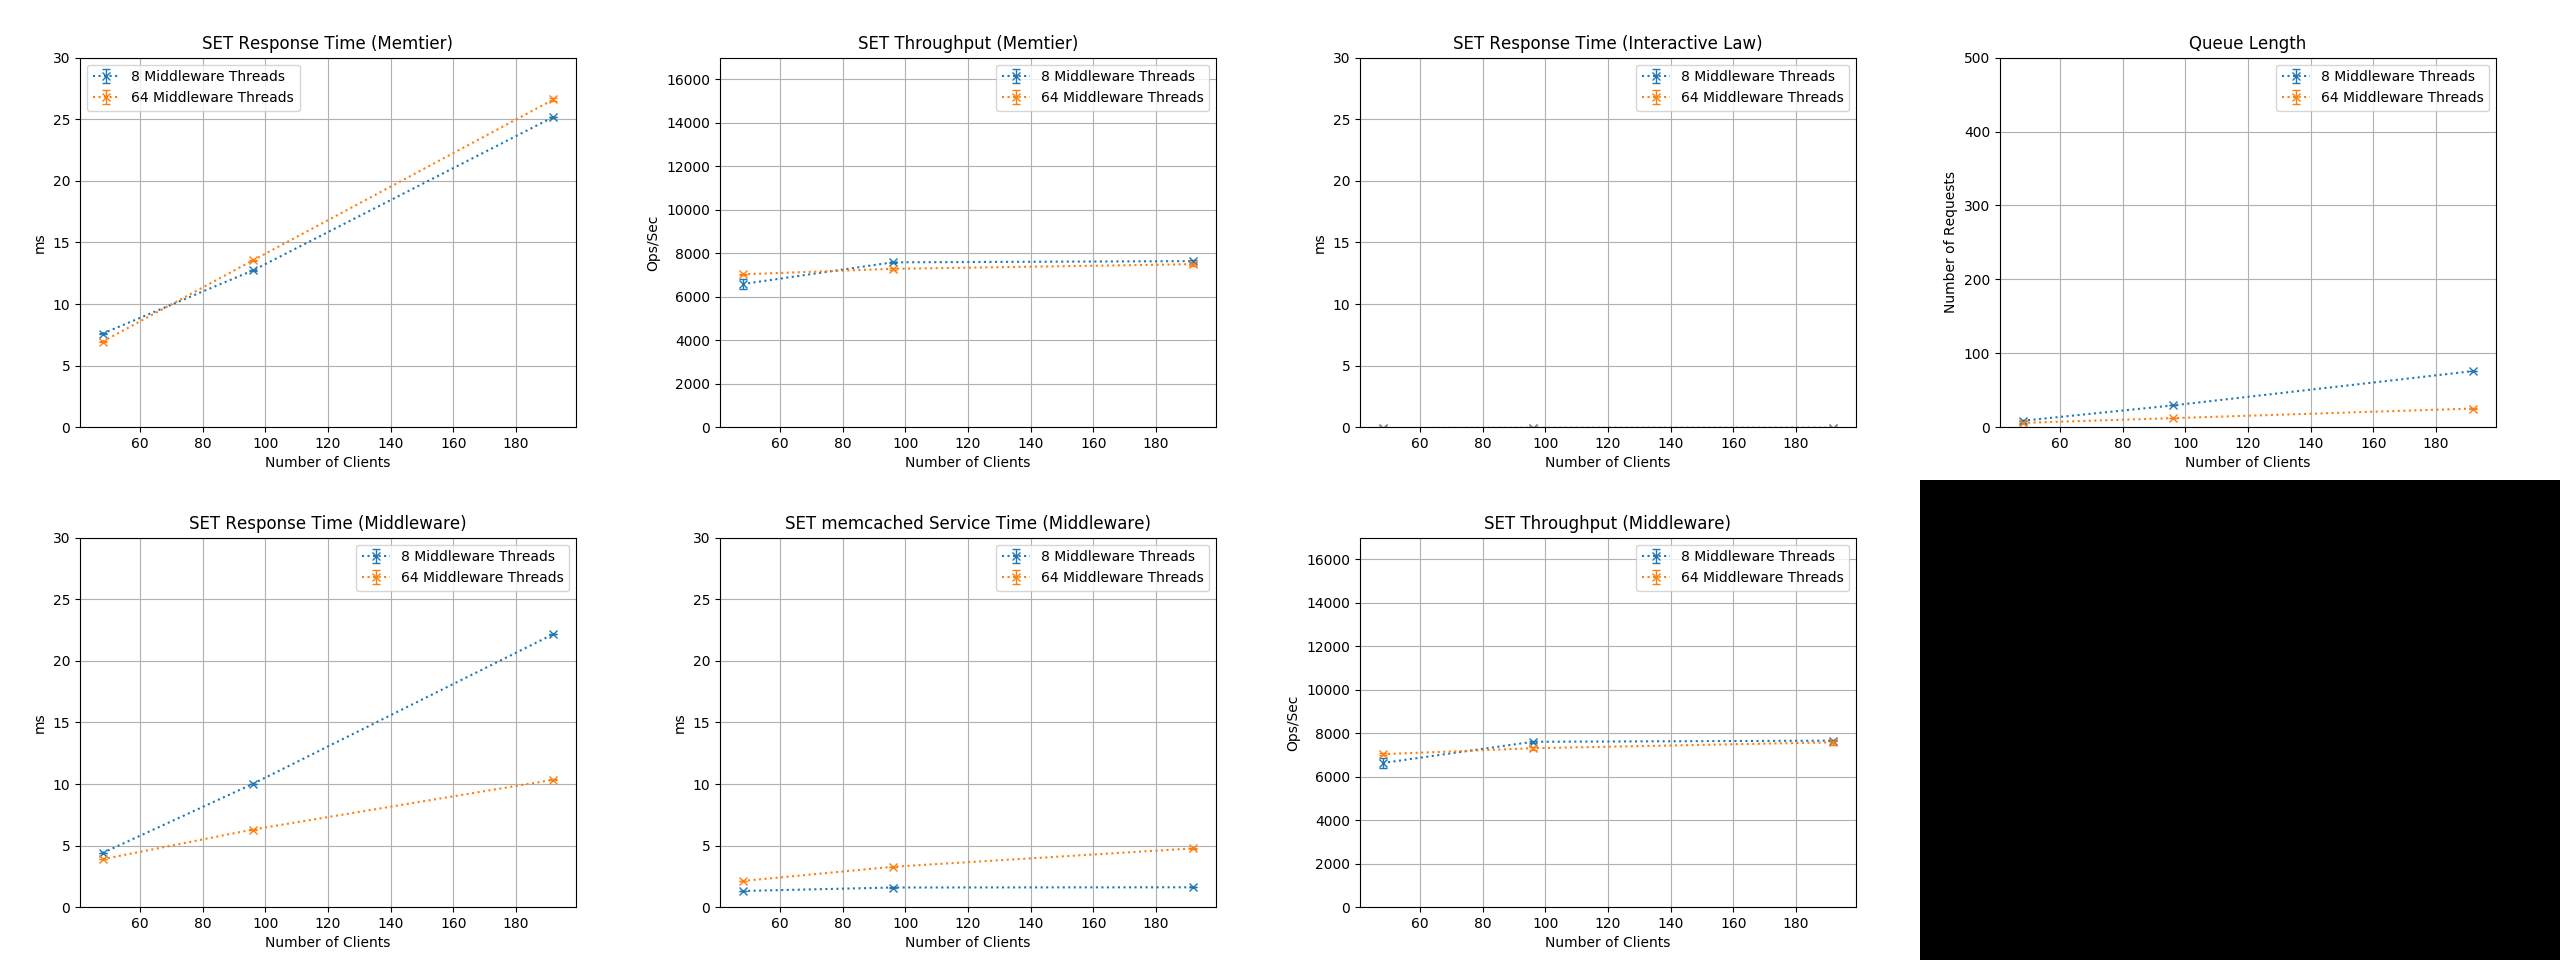 SET Response Time (Memtier)
8 Middleware Threads
64 Middleware Threads
30
25
20
15
10
5
0
ms
60 80 100 120 140 160 180
Number of Clients
SET Throughput (Memtier)
8 Middleware Threads
64 Middleware Threads
16000
14000
12000
10000
8000
6000
4000
2000
0
Ops/Sec
60 80 100 120 140 160 180
Number of Clients
SET Response Time (Interactive Law)
8 Middleware Threads
64 Middleware Threads
30
25
20
15
10
5
0
ms
60 80 100 120 140 160 180
Number of Clients
Queue Length
8 Middleware Threads
64 Middleware Threads
500
400
300
200
100
0
Number of Requests
60 80 100 120 140 160 180
Number of Clients
SET Response Time (Middleware)
8 Middleware Threads
64 Middleware Threads
30
25
20
15
10
5
0
ms
60 80 100 120 140 160 180
Number of Clients
SET memcached Service Time (Middleware)
8 Middleware Threads
64 Middleware Threads
30
25
20
15
10
5
0
ms
60 80 100 120 140 160 180
Number of Clients
SET Throughput (Middleware)
8 Middleware Threads
64 Middleware Threads
16000
14000
12000
10000
8000
6000
4000
2000
0
Ops/Sec
60 80 100 120 140 160 180
Number of Clients